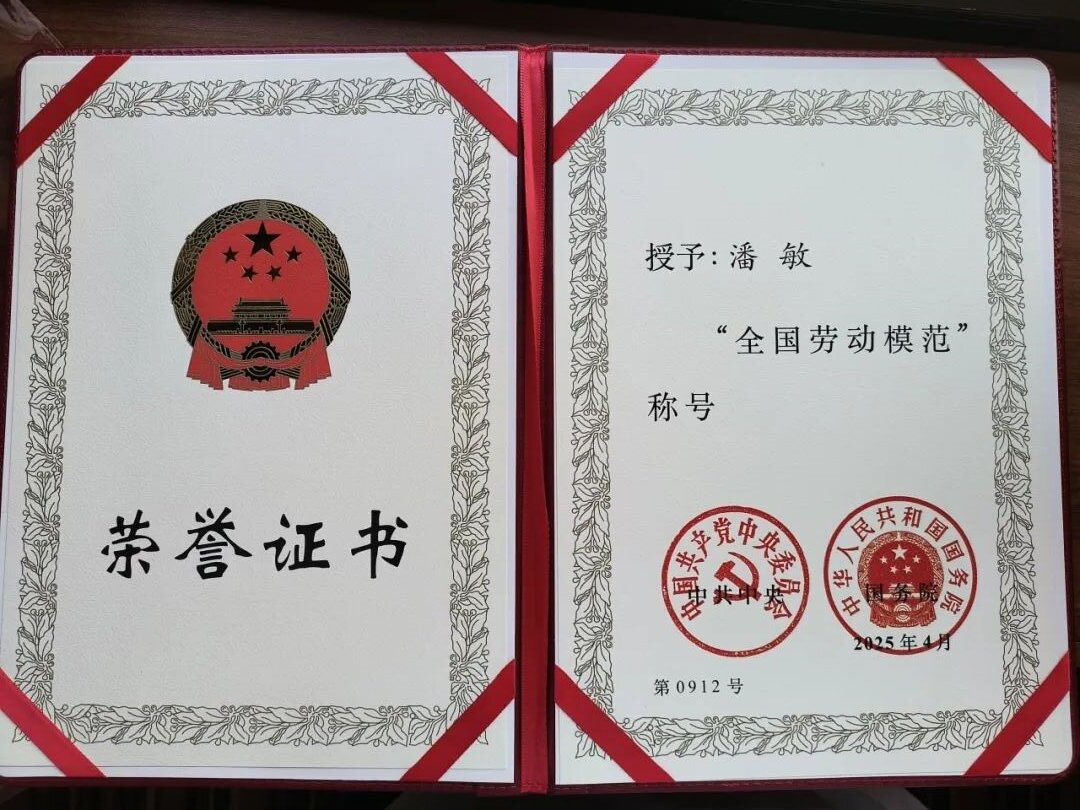 荣誉证书
授予：潘 敏
“全国劳动模范”
称号
中国共产党中央委员会
中共中央
中华人民共和国国务院
国务院
2025年4月
第0912号